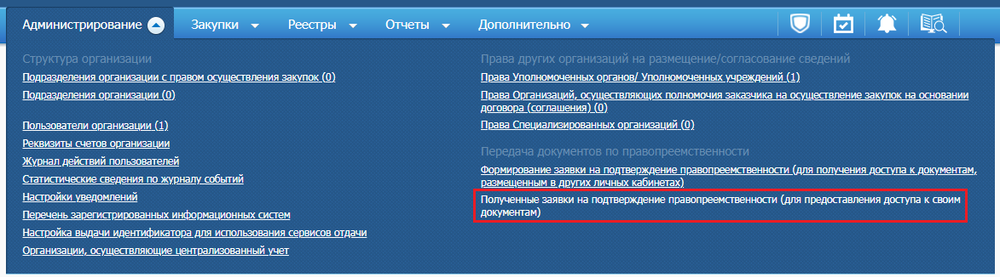 Администрирование
Закупки
Реестры
Отчеты
Дополнительно
Структура организации
Подразделения организации с правом осуществления закупок (0)
Подразделения организации (0)
Пользователи организации (1)
Реквизиты счетов организации
Журнал действий пользователей
Статистические сведения по журналу событий
Настройки уведомлений
Перечень зарегистрированных информационных систем
Настройка выдачи идентификатора для использования сервисов отдачи
Организации, осуществляющие централизованный учет
Права других организаций на размещение/согласование сведений
Права Уполномоченных органов/ Уполномоченных учреждений (1)
Права Организаций, осуществляющих полномочия заказчика на осуществление закупок на основании
договора (соглашения) (0)
Права Специализированных организаций (0)
Передача документов по правопреемственности
Формирование заявки на подтверждение правопреемственности (для получения доступа к документам,
размещенным в других личных кабинетах)
Полученные заявки на подтверждение правопреемственности (для предоставления доступа к своим
документам)